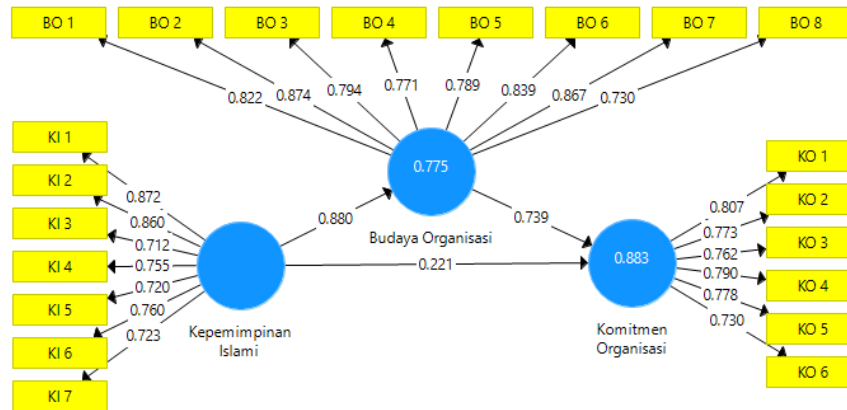 BO 1
BO 2
BO 3
BO 4
BO 5
BO 6
BO 7
BO 8
0.822
0.874
0.794
0.771
0.789
0.839
0.867
0.730
KI 1
KI 2
KI 3
KI 4
KI 5
KI 6
KI 7
0.872
0.860
0.712
0.755
0.720
0.760
0.723
Kepemimpinan
Islami
0.880
0.775
Budaya Organisasi
0.739
0.221
0.883
Komitmen
Organisasi
0.807
0.773
0.762
0.790
0.778
0.730
KO 1
KO 2
KO 3
KO 4
KO 5
KO 6